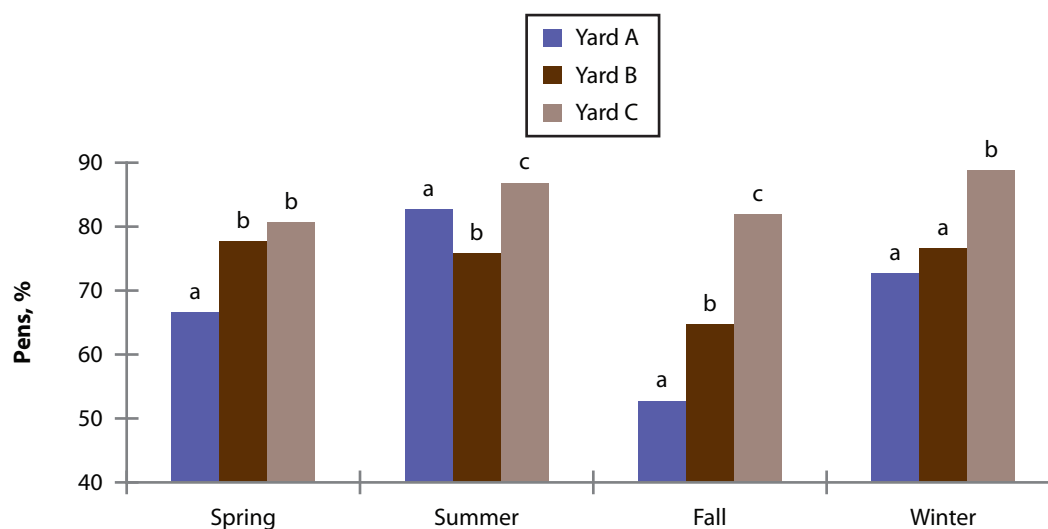 Yard A
Yard B
Yard C
Pens, %
90
80
70
60
50
40
a
b
b
a
b
c
a
b
c
a
a
b
Spring
Summer
Fall
Winter